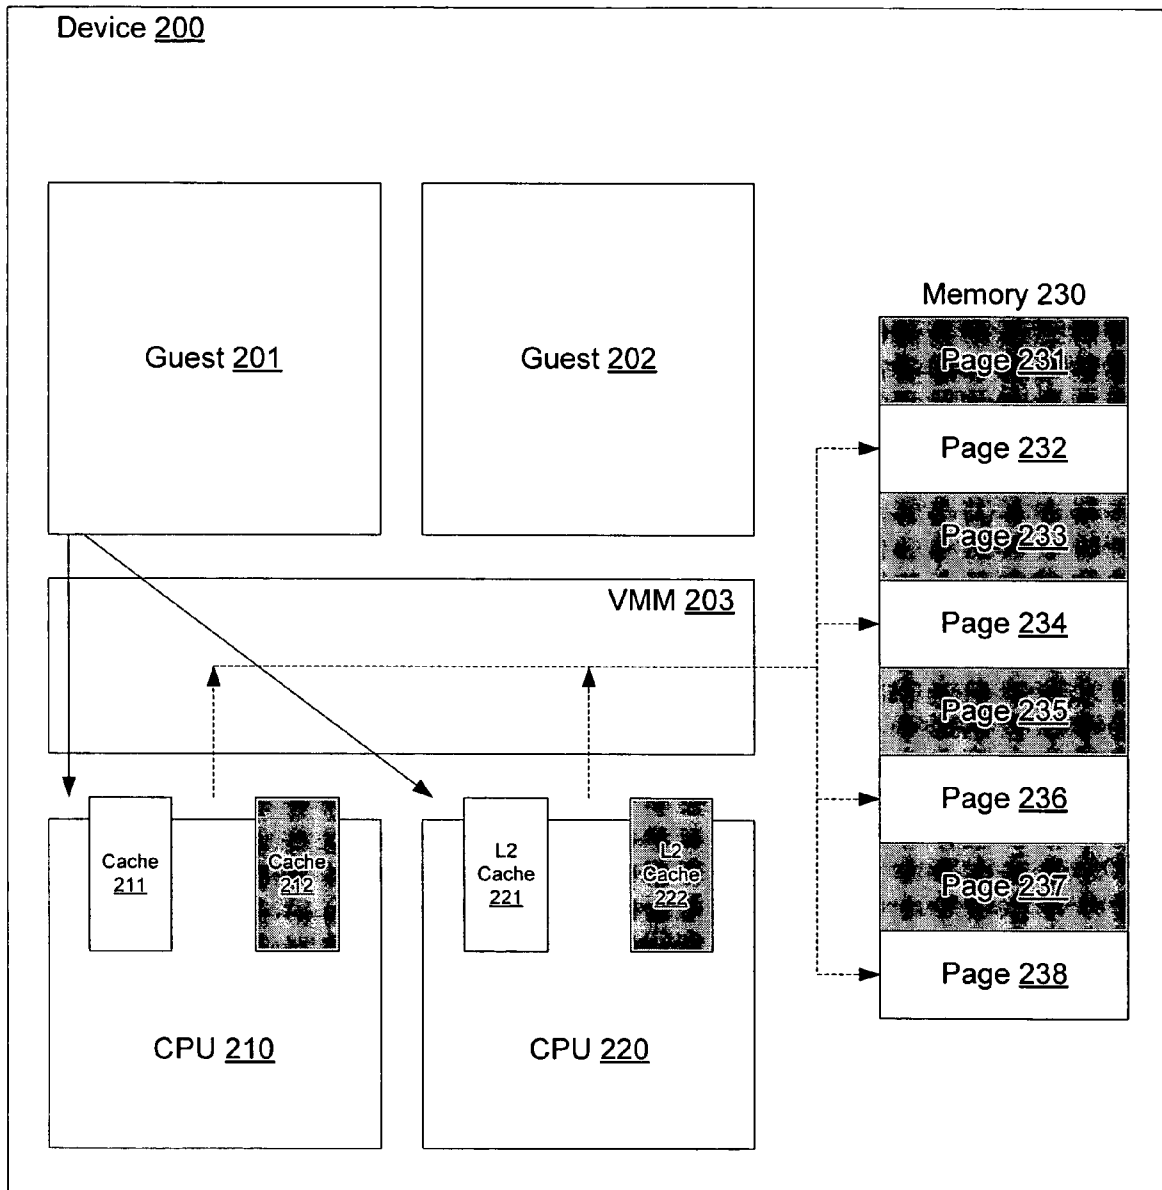 Device 200
Guest 201
Guest 202
Memory 230
Page 231
Page 232
Page 233
Page 234
Page 235
Page 236
Page 237
Page 238
VMM 203
Cache
211
Cache
212
L2
Cache
221
L2
Cache
222
CPU 210
CPU 220